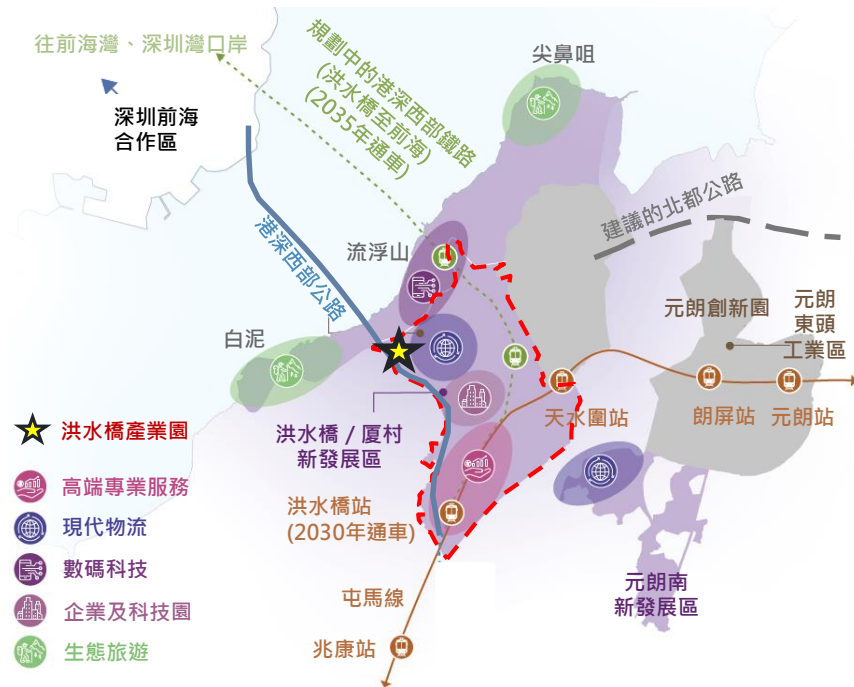 往前海灣、深圳灣口岸
深圳前海
合作區
規劃中的港深西部鐵路
(洪水橋至前海)
(2035年通車)
尖鼻咀
港深西部公路
流浮山
建議的北都公路
白泥
元朗創新園
元朗
東頭
工業區
天水圍站
朗屏站
元朗站
洪水橋 / 厦村
新發展區
洪水橋站
(2030年通車)
元朗南
新發展區
屯馬線
兆康站
洪水橋產業園
高端專業服務
現代物流
數碼科技
企業及科技園
生態旅遊